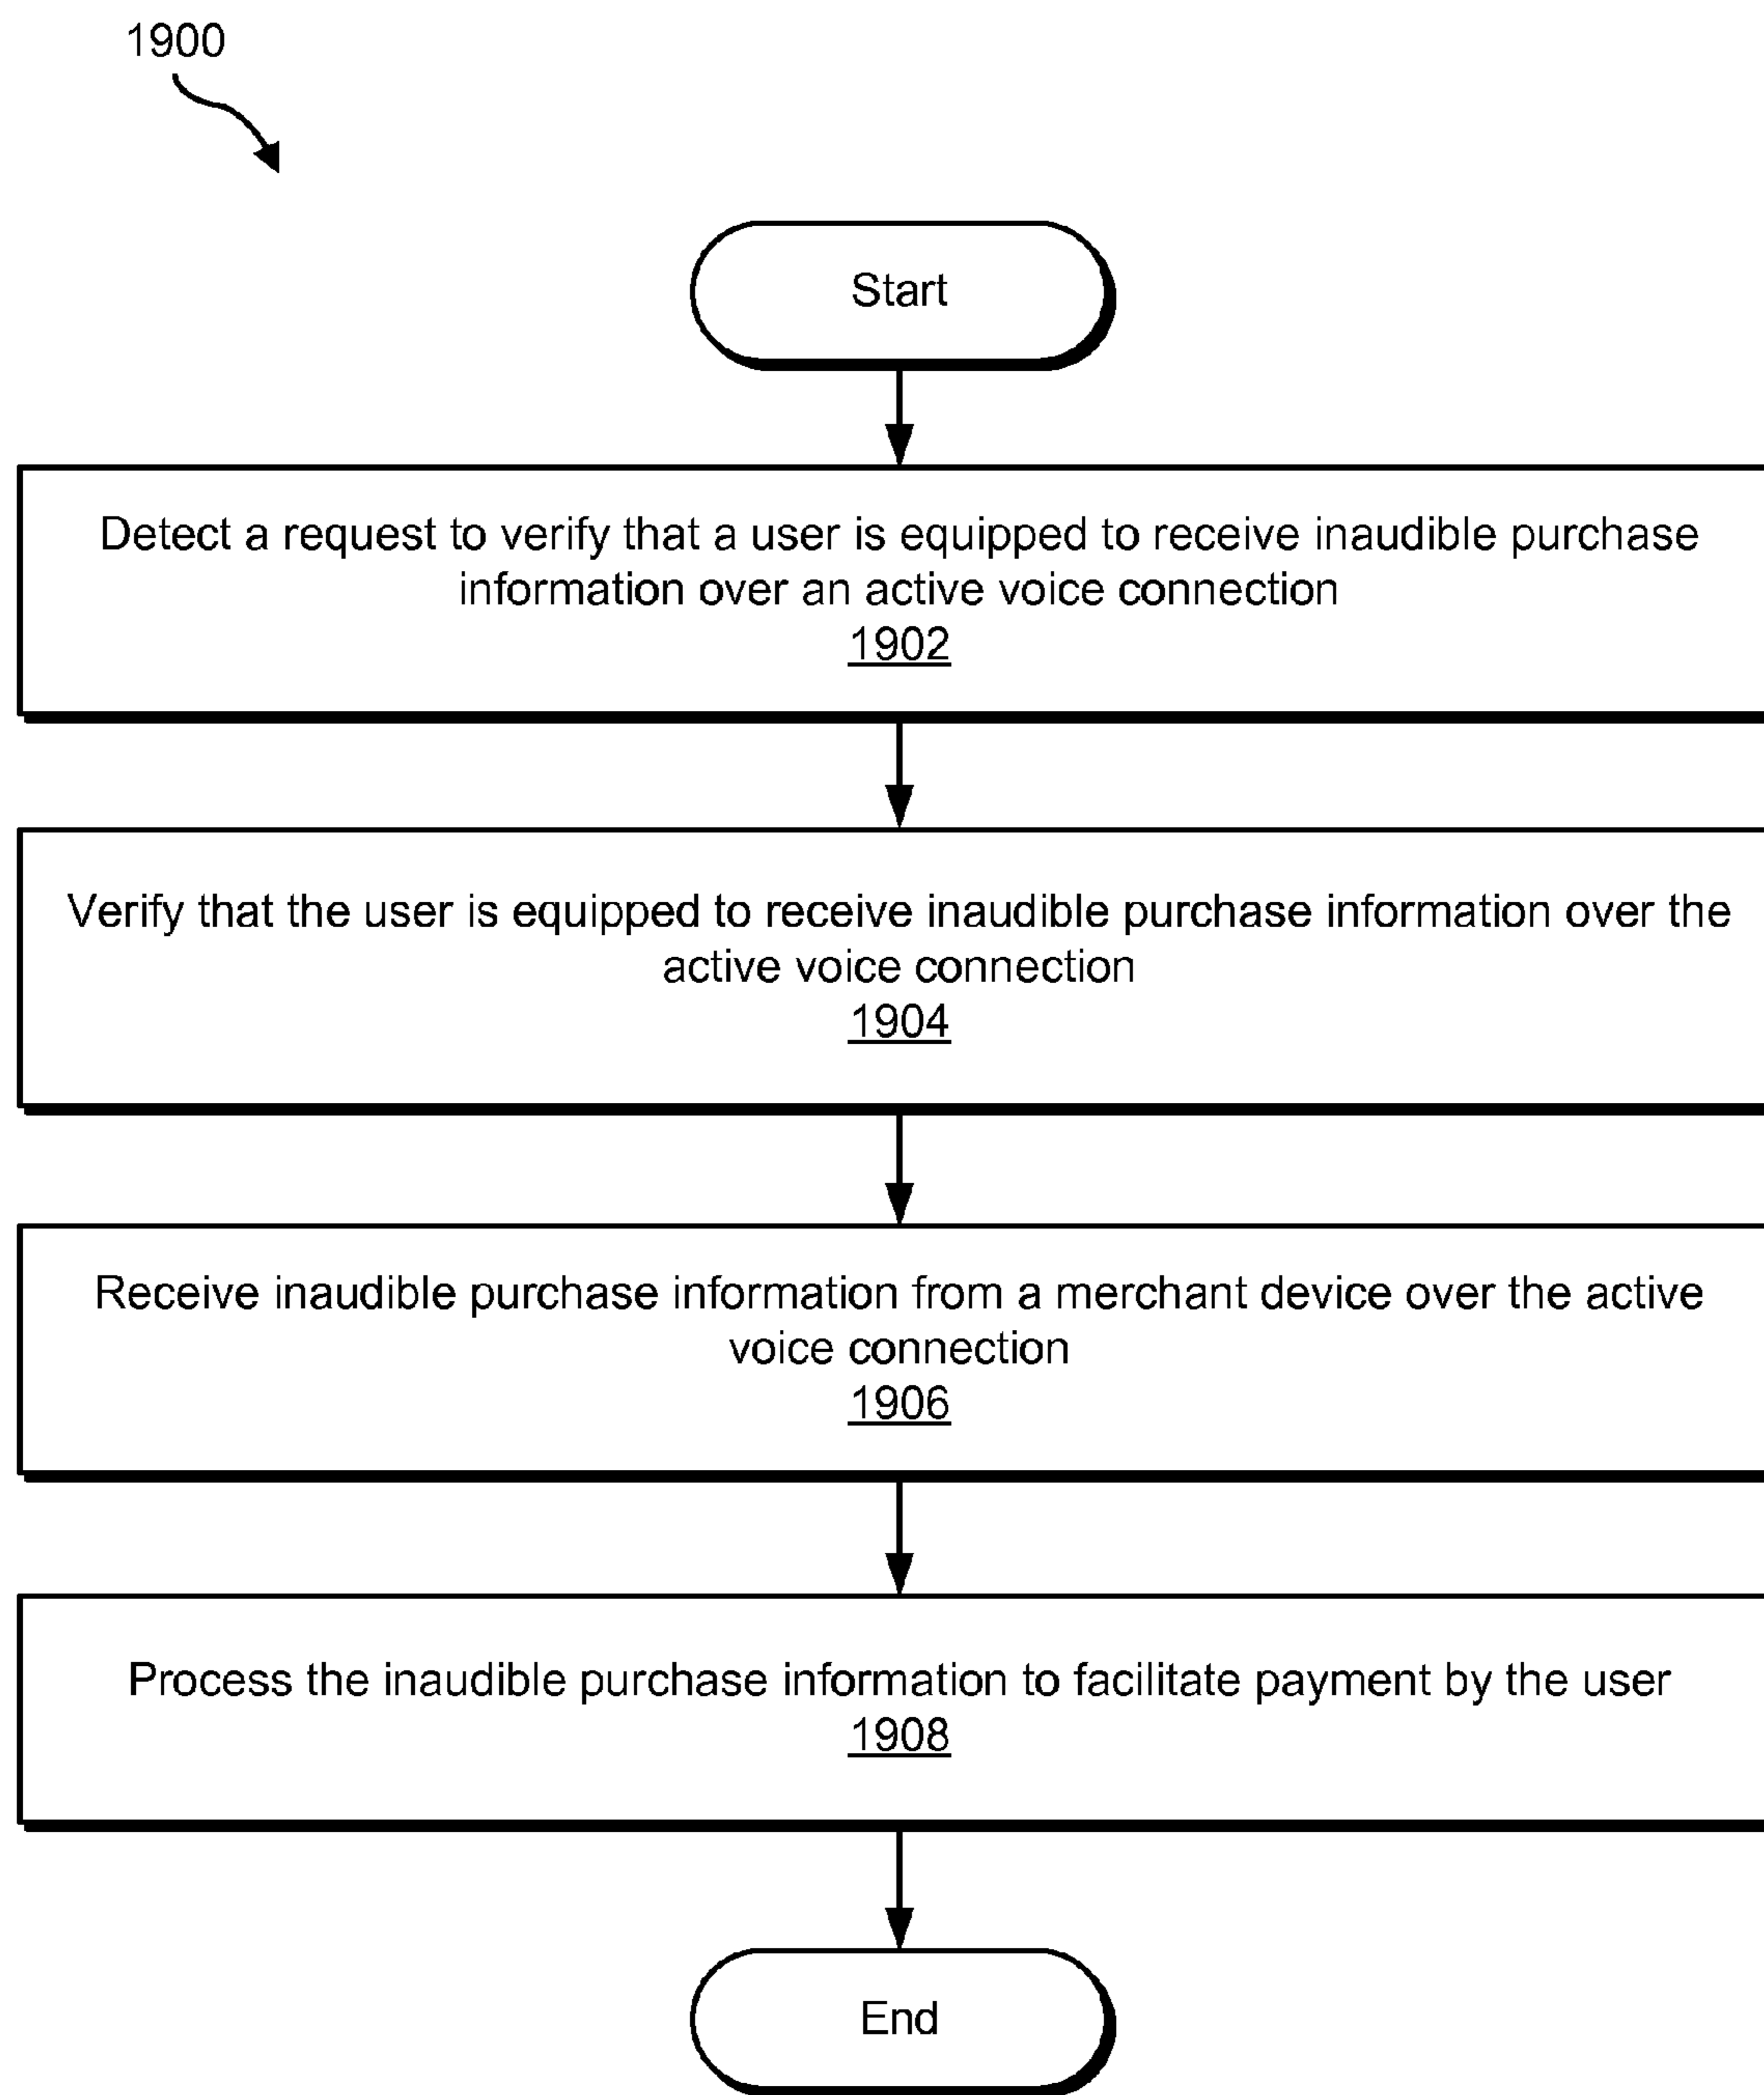 1900
Start
Detect a request to verify that a user is equipped to receive inaudible purchase
information over an active voice connection
1902
Verify that the user is equipped to receive inaudible purchase information over the
active voice connection
1904
Receive inaudible purchase information from a merchant device over the active
voice connection
1906
Process the inaudible purchase information to facilitate payment by the user
1908
End